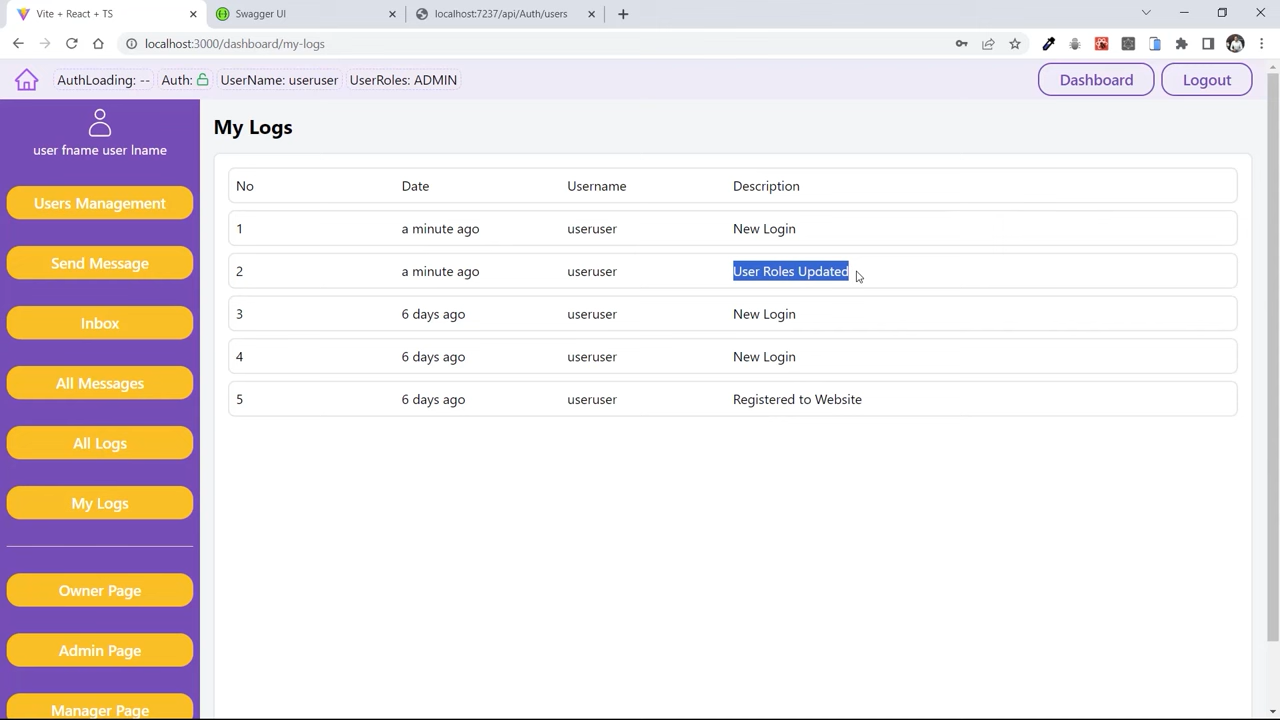 Vite + React + TS
Swagger UI
localhost:7237/api/Auth/users
localhost:3000/dashboard/my-logs
AuthLoading: -- Auth: UserName: useruser UserRoles: ADMIN
Dashboard
Logout
user fname user lname
Users Management
Send Message
Inbox
All Messages
All Logs
My Logs
Owner Page
Admin Page
Manager Page
My Logs
No Date Username Description
1 a minute ago useruser New Login
2 a minute ago useruser User Roles Updated
3 6 days ago useruser New Login
4 6 days ago useruser New Login
5 6 days ago useruser Registered to Website